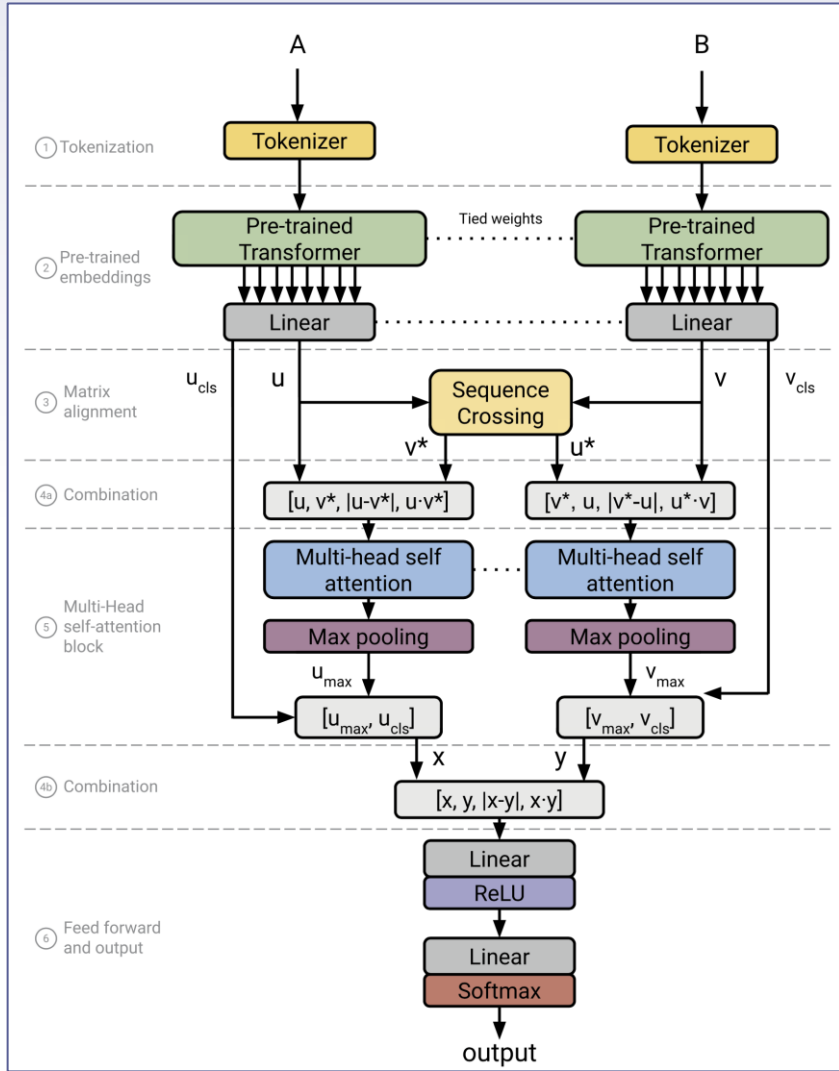 A
B
1 Tokenization
Tokenizer
Tokenizer
2 Pre-trained
embeddings
Pre-trained
Transformer
Tied weights
Pre-trained
Transformer
Linear
Linear
3 Matrix
alignment
u_cls
u
Sequence
Crossing
v
v_cls
v*
u*
4a Combination
[u, v*, |u-v*|, u·v*]
[v*, u, |v*-u|, u*·v]
5 Multi-Head
self-attention
block
Multi-head self
attention
Multi-head self
attention
Max pooling
Max pooling
u_max
v_max
[u_max, u_cls]
[v_max, v_cls]
x
y
4b Combination
[x, y, |x-y|, x·y]
6 Feed forward
and output
Linear
ReLU
Linear
Softmax
output